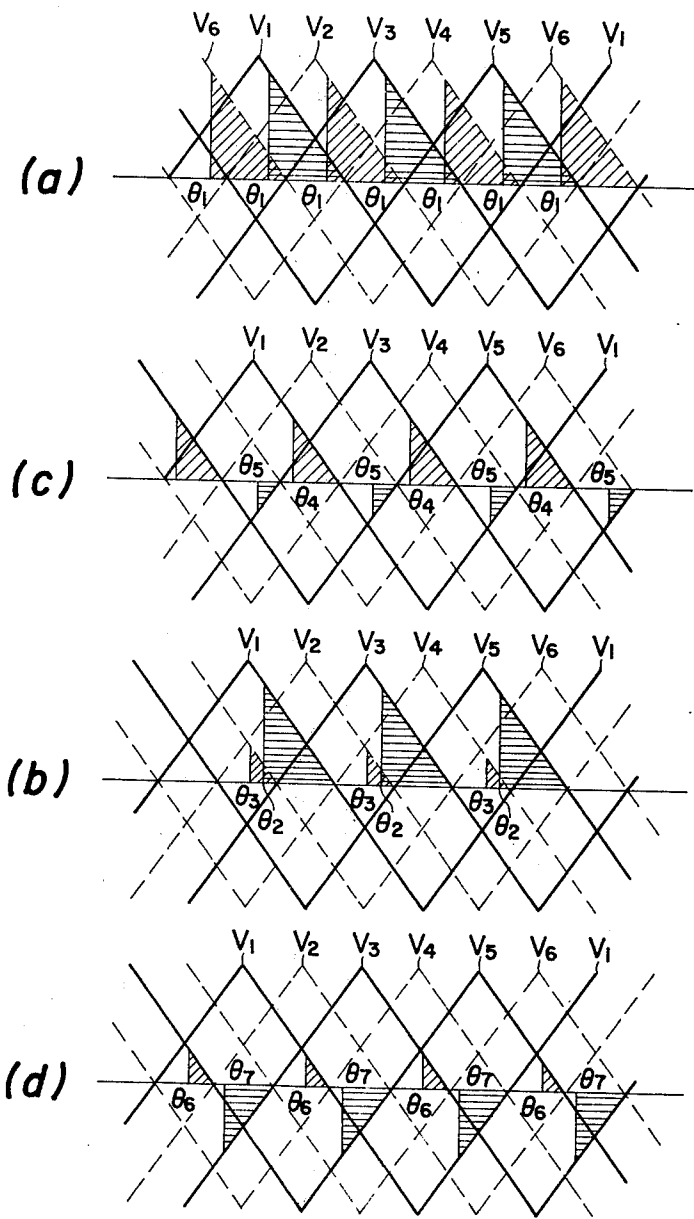 V6 V1 V2 V3 V4 V5 V6 V1
(a)
θ1 θ1 θ1 θ1 θ1 θ1 θ1
V1 V2 V3 V4 V5 V6 V1
(c)
θ5 θ5 θ5 θ5
θ4 θ4 θ4
V1 V2 V3 V4 V5 V6 V1
(b)
θ3 θ3 θ3
θ2 θ2 θ2
V1 V2 V3 V4 V5 V6 V1
(d)
θ7 θ7 θ7 θ7
θ6 θ6 θ6 θ6